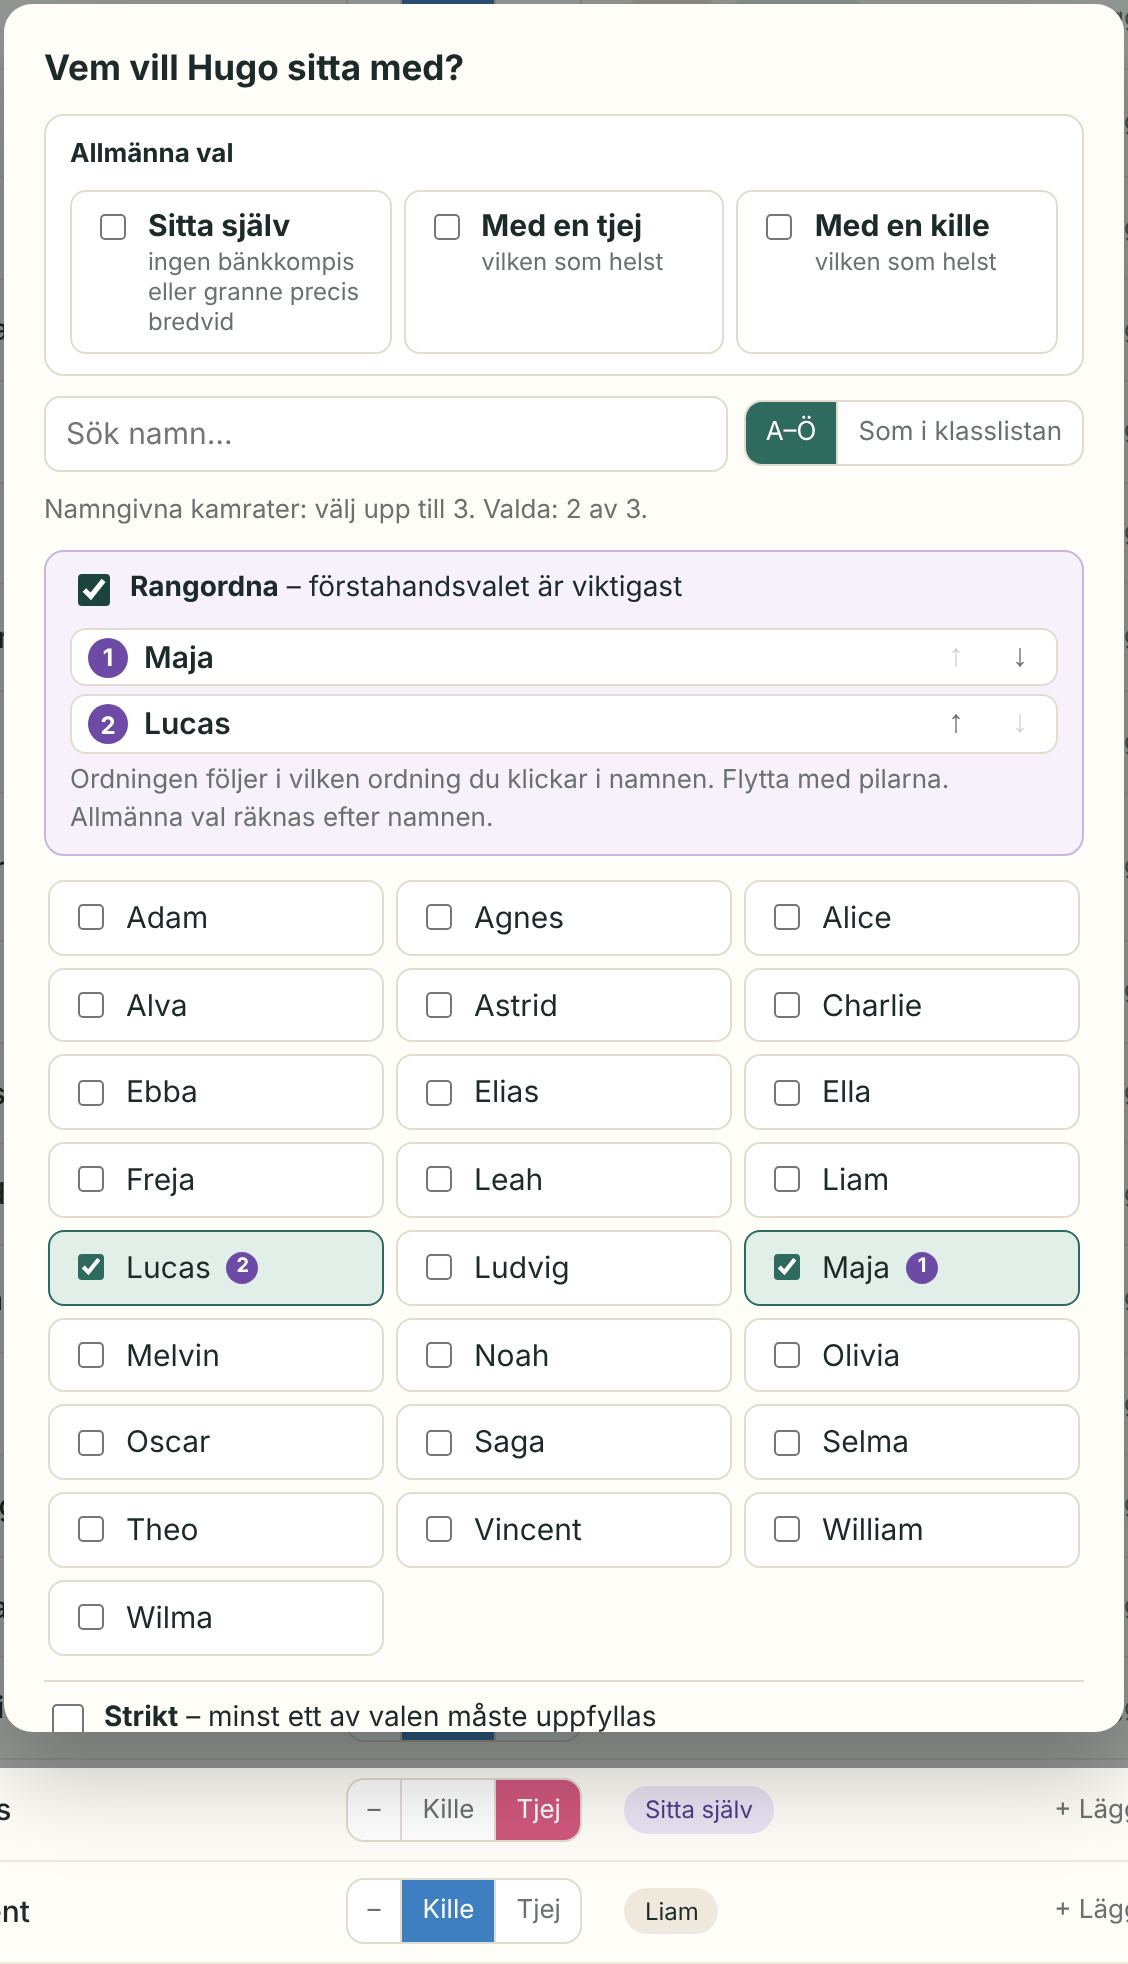 Vem vill Hugo sitta med?
Allmänna val
Sitta själv
ingen bänkkompis
eller granne precis
bredvid
Med en tjej
vilken som helst
Med en kille
vilken som helst
Sök namn...
A–Ö
Som i klasslistan
Namngivna kamrater: välj upp till 3. Valda: 2 av 3.
Rangordna – förstahandsvalet är viktigast
1 Maja ↑ ↓
2 Lucas ↑ ↓
Ordningen följer i vilken ordning du klickar i namnen. Flytta med pilarna.
Allmänna val räknas efter namnen.
Adam
Agnes
Alice
Alva
Astrid
Charlie
Ebba
Elias
Ella
Freja
Leah
Liam
Lucas 2
Ludvig
Maja 1
Melvin
Noah
Olivia
Oscar
Saga
Selma
Theo
Vincent
William
Wilma
Strikt – minst ett av valen måste uppfyllas
– Kille Tjej
Sitta själv
– Kille Tjej
Liam